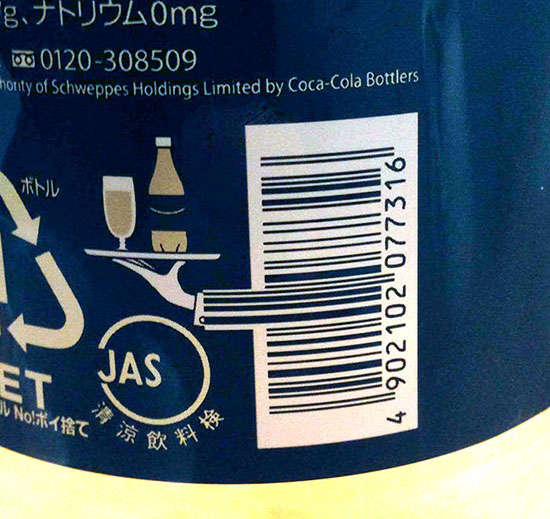 g、ナトリウム0mg
0120-308509
hority of Schweppes Holdings Limited by Coca-Cola Bottlers
ボトル
JAS
清涼飲料検
ET
ル No!ポイ捨て
4 902102 077316